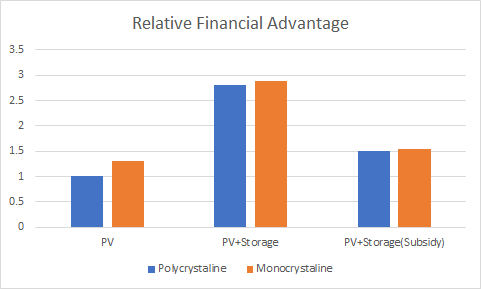 Relative Financial Advantage
3.5
3
2.5
2
1.5
1
0.5
0
PV PV+Storage PV+Storage(Subsidy)
Polycrystaline Monocrystaline